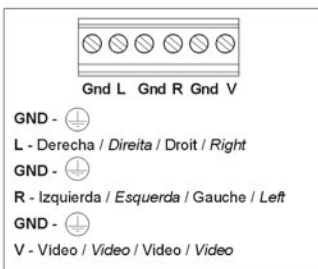 Gnd L Gnd R Gnd V
GND -
L - Derecha / Direita / Droit / Right
GND -
R - Izquierda / Esquerda / Gauche / Left
GND -
V - Video / Video / Video / Video